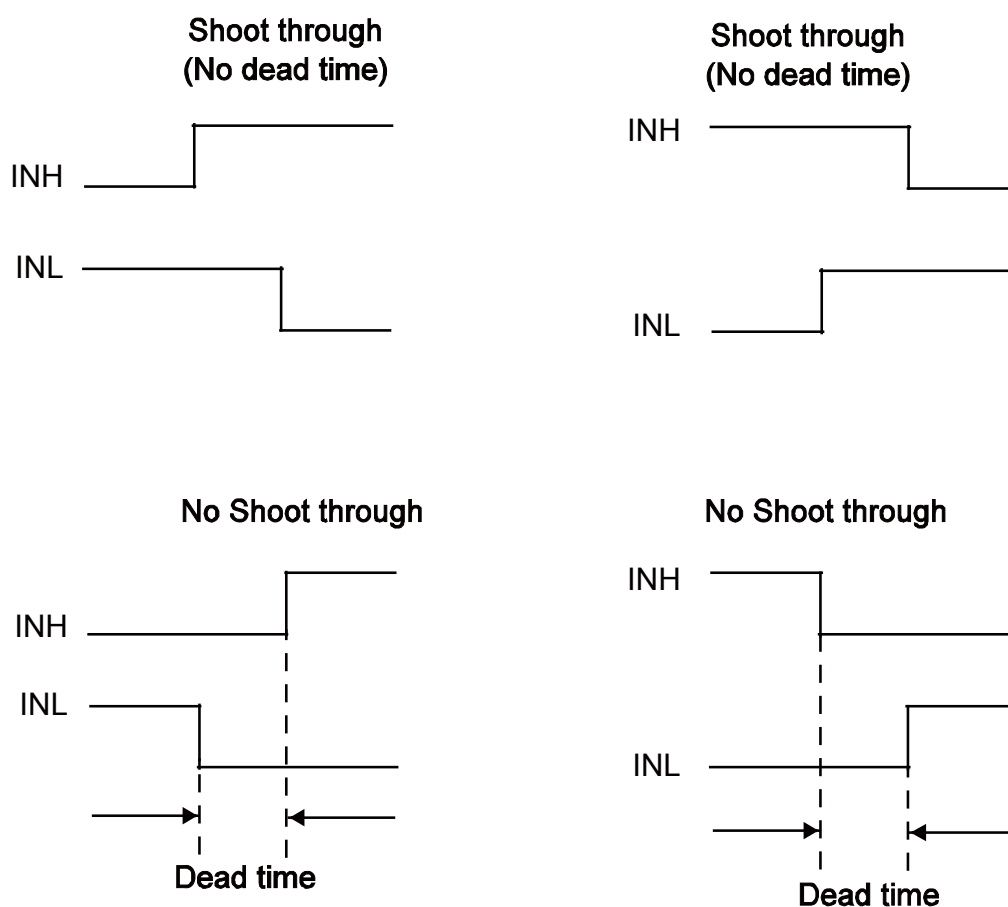 Shoot through
(No dead time)
INH
INL
Shoot through
(No dead time)
INH
INL
No Shoot through
INH
INL
Dead time
No Shoot through
INH
INL
Dead time